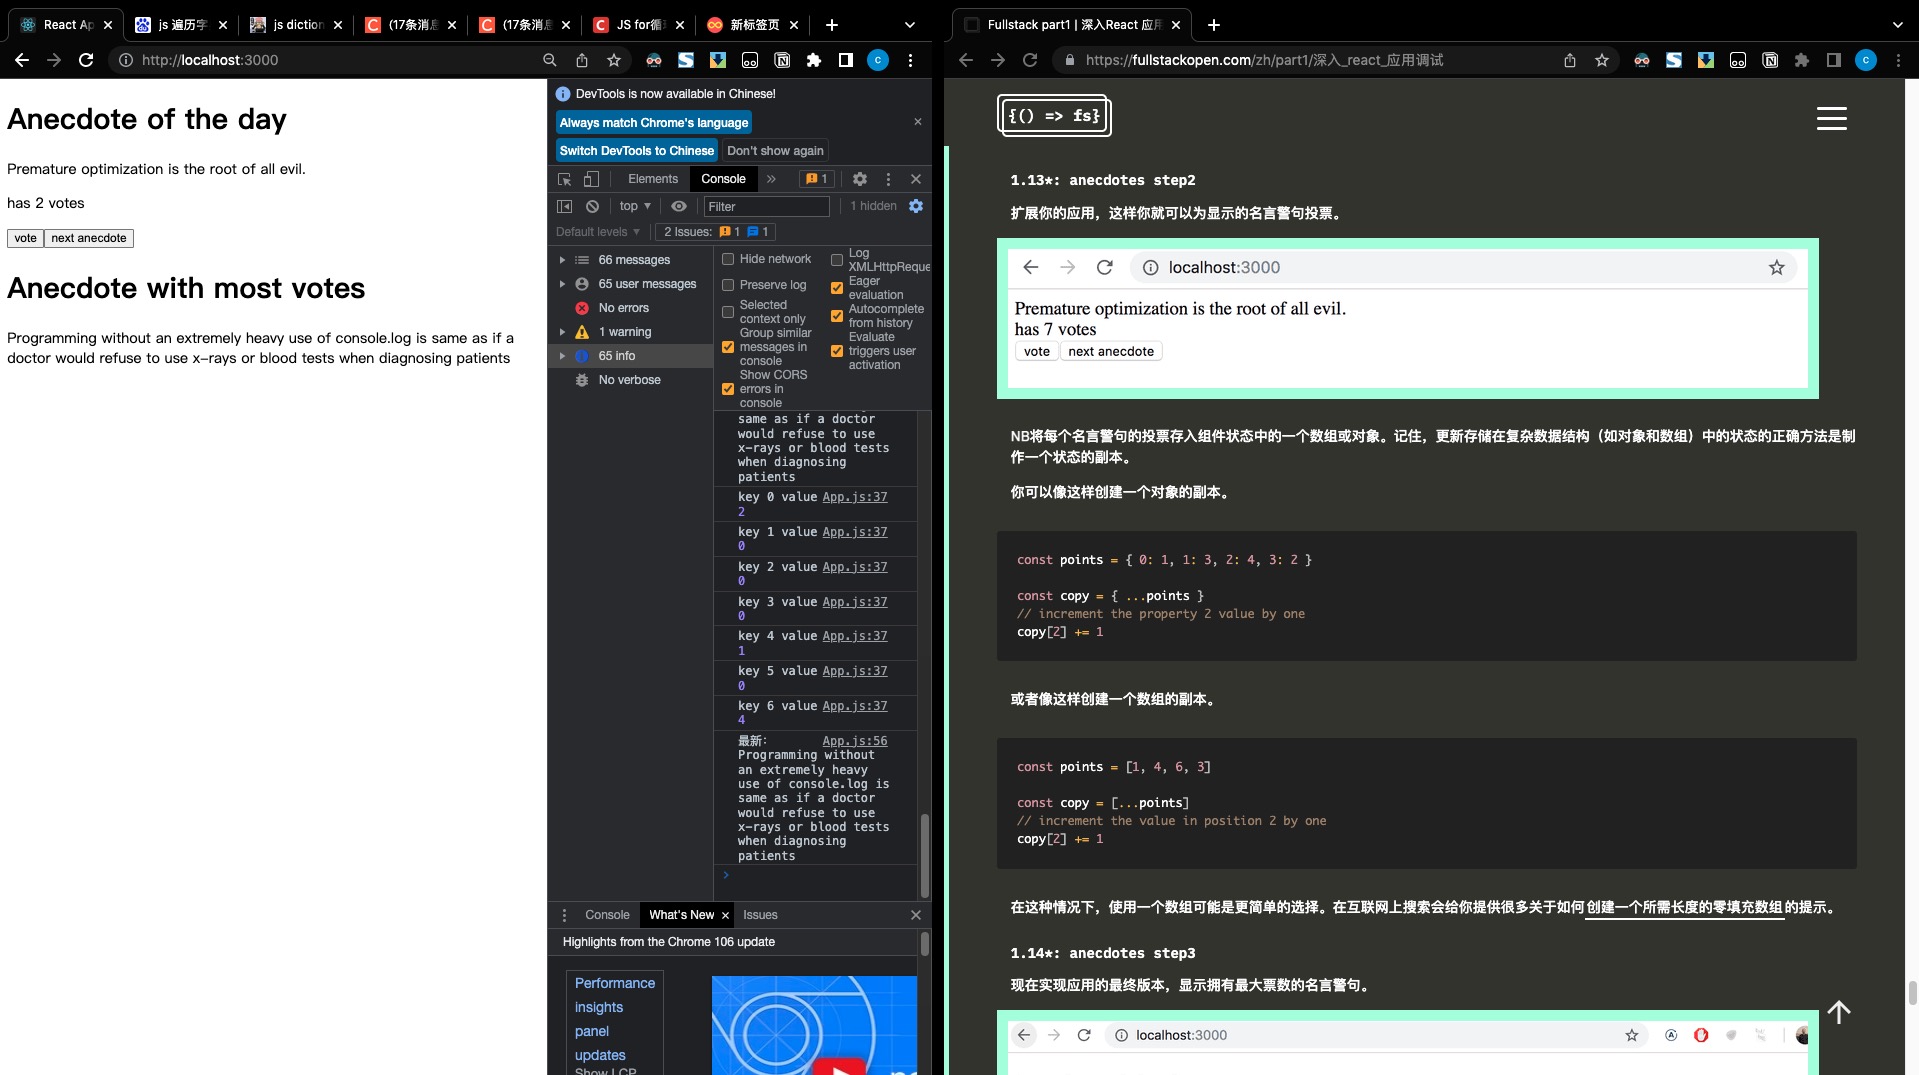 React Ap
js 遍历字
js diction
(17条消息
(17条消息
JS for循
新标签页
http://localhost:3000
Anecdote of the day
Premature optimization is the root of all evil.
has 2 votes
vote
next anecdote
Anecdote with most votes
Programming without an extremely heavy use of console.log is same as if a
doctor would refuse to use x-rays or blood tests when diagnosing patients
DevTools is now available in Chinese!
Always match Chrome's language
Switch DevTools to Chinese
Don't show again
Elements
Console
1
top
Filter
1 hidden
Default levels
2 Issues:
1
1
66 messages
65 user messages
No errors
1 warning
65 info
No verbose
Hide network
Preserve log
Selected
context only
Group similar
messages in
console
Show CORS
errors in
console
Log
XMLHttpReque
Eager
evaluation
Autocomplete
from history
Evaluate
triggers user
activation
same as if a doctor
would refuse to use
x-rays or blood tests
when diagnosing
patients
key 0 value App.js:37
2
key 1 value App.js:37
0
key 2 value App.js:37
0
key 3 value App.js:37
0
key 4 value App.js:37
1
key 5 value App.js:37
0
key 6 value App.js:37
4
最新: App.js:56
Programming without
an extremely heavy
use of console.log is
same as if a doctor
would refuse to use
x-rays or blood tests
when diagnosing
patients
Console
What's New
Issues
Highlights from the Chrome 106 update
Performance
insights
panel
updates
Show LCP
Fullstack part1 | 深入React 应用
https://fullstackopen.com/zh/part1/深入_react_应用调试
{() => fs}
1.13*: anecdotes step2
扩展你的应用，这样你就可以为显示的名言警句投票。
localhost:3000
Premature optimization is the root of all evil.
has 7 votes
vote
next anecdote
NB将每个名言警句的投票存入组件状态中的一个数组或对象。记住，更新存储在复杂数据结构（如对象和数组）中的状态的正确方法是制
作一个状态的副本。
你可以像这样创建一个对象的副本。
const points = { 0: 1, 1: 3, 2: 4, 3: 2 }
const copy = { ...points }
// increment the property 2 value by one
copy[2] += 1
或者像这样创建一个数组的副本。
const points = [1, 4, 6, 3]
const copy = [...points]
// increment the value in position 2 by one
copy[2] += 1
在这种情况下，使用一个数组可能是更简单的选择。在互联网上搜索会给你提供很多关于如何创建一个所需长度的零填充数组的提示。
1.14*: anecdotes step3
现在实现应用的最终版本，显示拥有最大票数的名言警句。
localhost:3000